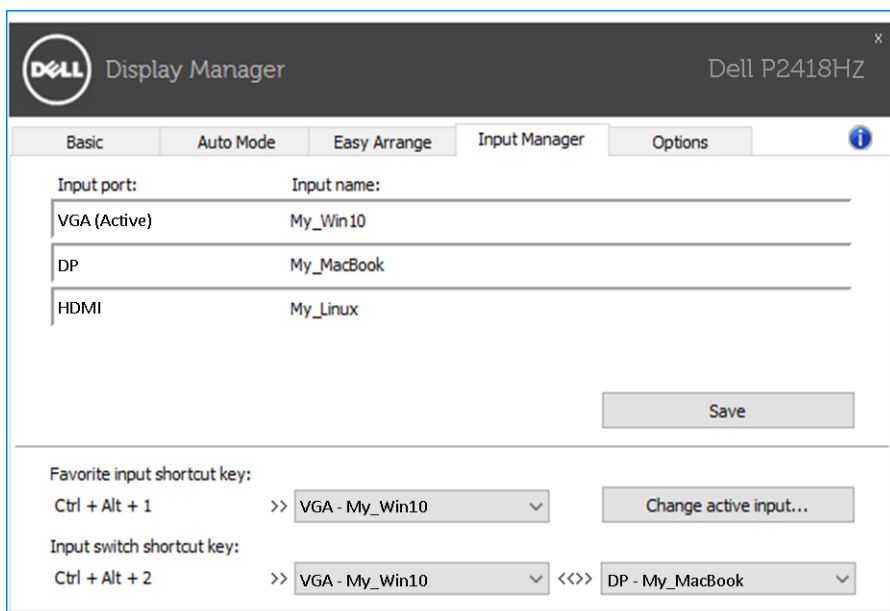 DELL Display Manager Dell P2418HZ x
Basic Auto Mode Easy Arrange Input Manager Options i
Input port: Input name:
VGA (Active) My_Win10
DP My_MacBook
HDMI My_Linux
Save
Favorite input shortcut key:
Ctrl + Alt + 1 >> VGA - My_Win10 Change active input...
Input switch shortcut key:
Ctrl + Alt + 2 >> VGA - My_Win10 <<>> DP - My_MacBook